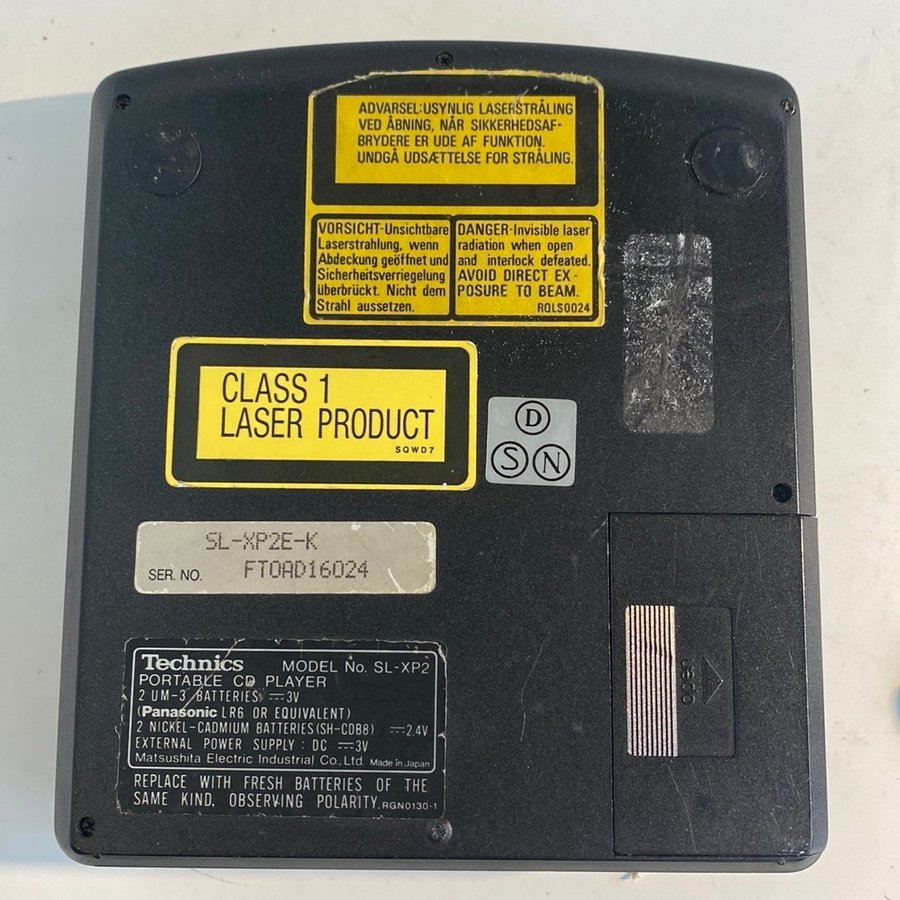 ADVARSEL:USYNLIG LASERSTRÅLING
VED ÅBNING, NÅR SIKKERHEDSAF-
BRYDERE ER UDE AF FUNKTION.
UNDGÅ UDSÆTTELSE FOR STRÅLING.
VORSICHT-Unsichtbare
Laserstrahlung, wenn
Abdeckung geöffnet und
Sicherheitsverriegelung
überbrückt. Nicht dem
Strahl aussetzen.
DANGER-Invisible laser
radiation when open
and interlock defeated.
AVOID DIRECT EX-
POSURE TO BEAM.
RQLS0024
CLASS 1
LASER PRODUCT
SQWD7
D
S N
SL-XP2E-K
SER. NO. FT0AD16024
Technics MODEL No. SL-XP2
PORTABLE CD PLAYER
2 UM-3 BATTERIES ⎓3V
(Panasonic LR6 OR EQUIVALENT)
2 NICKEL-CADMIUM BATTERIES (SH-CDB8) ⎓2.4V
EXTERNAL POWER SUPPLY : DC ⎓3V
Matsushita Electric Industrial Co., Ltd. Made in Japan
REPLACE WITH FRESH BATTERIES OF THE
SAME KIND, OBSERVING POLARITY. RGN0130-1
OPEN